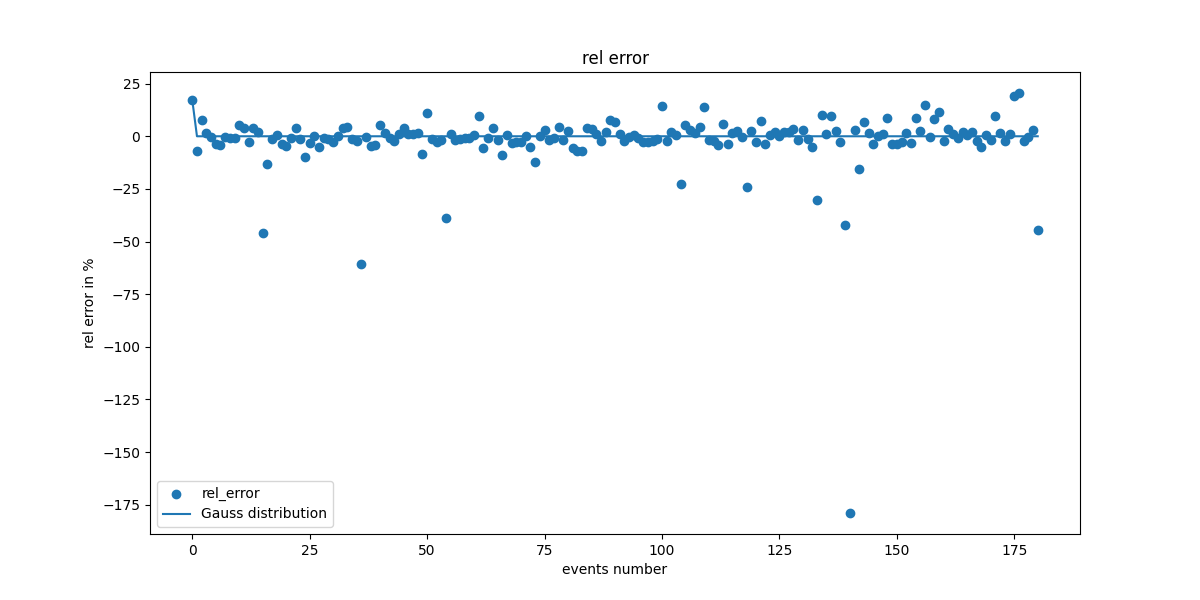 rel error
25
0
−25
−50
−75
−100
−125
−150
−175
rel error in %
rel_error
Gauss distribution
0 25 50 75 100 125 150 175
events number